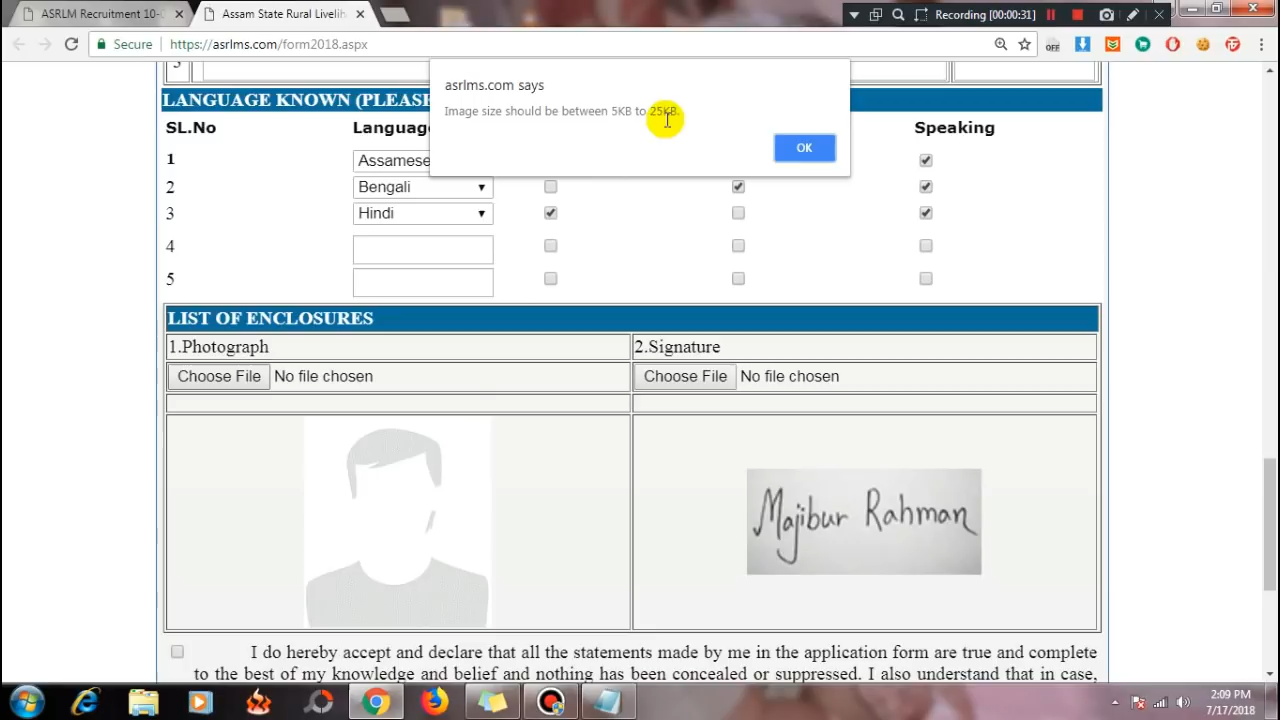 ASRLM Recruitment 10-
Assam State Rural Liveliho
Recording [00:00:31]
Secure
https://asrlms.com/form2018.aspx
OFF
3
asrlms.com says
Image size should be between 5KB to 25KB.
OK
LANGUAGE KNOWN (PLEASE
SL.No
Language
Speaking
1
Assamese
2
Bengali
3
Hindi
4
5
LIST OF ENCLOSURES
1.Photograph
2.Signature
Choose File No file chosen
Choose File No file chosen
Majibur Rahman
I do hereby accept and declare that all the statements made by me in the application form are true and complete
to the best of my knowledge and belief and nothing has been concealed or suppressed. I also understand that in case,
2:09 PM
7/17/2018